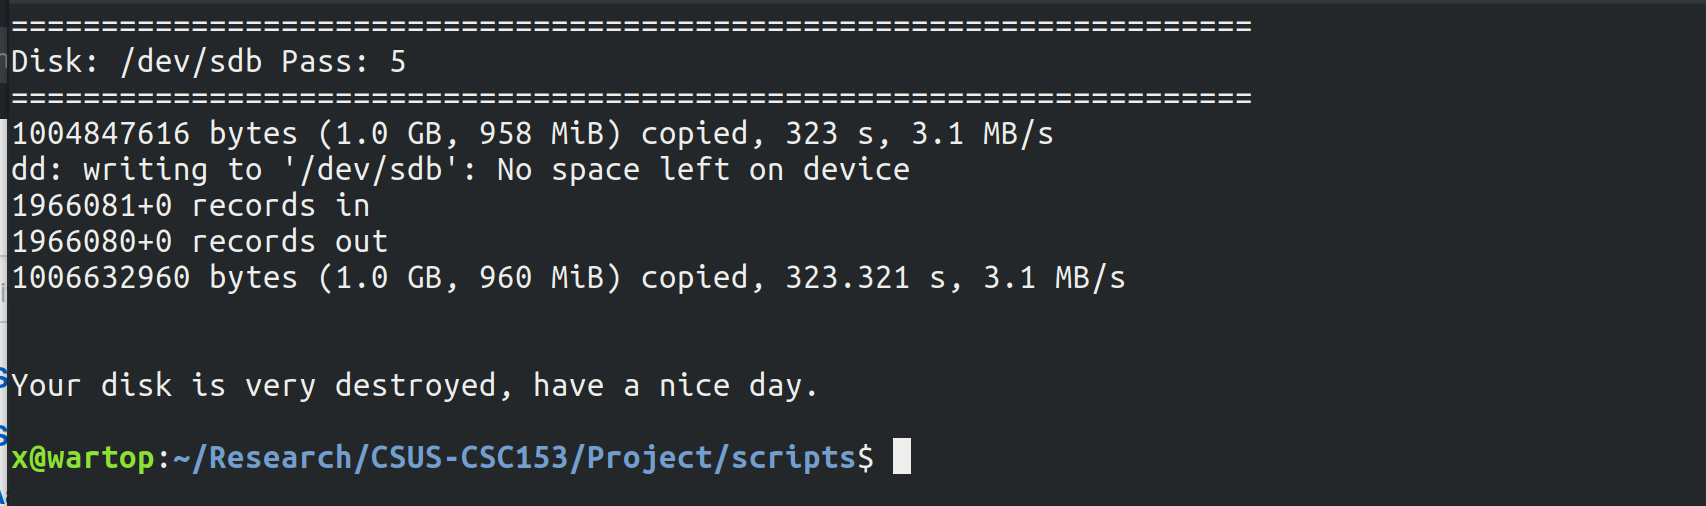 =====================================================================
Disk: /dev/sdb Pass: 5
=====================================================================
1004847616 bytes (1.0 GB, 958 MiB) copied, 323 s, 3.1 MB/s
dd: writing to '/dev/sdb': No space left on device
1966081+0 records in
1966080+0 records out
1006632960 bytes (1.0 GB, 960 MiB) copied, 323.321 s, 3.1 MB/s
Your disk is very destroyed, have a nice day.
x@wartop:~/Research/CSUS-CSC153/Project/scripts$